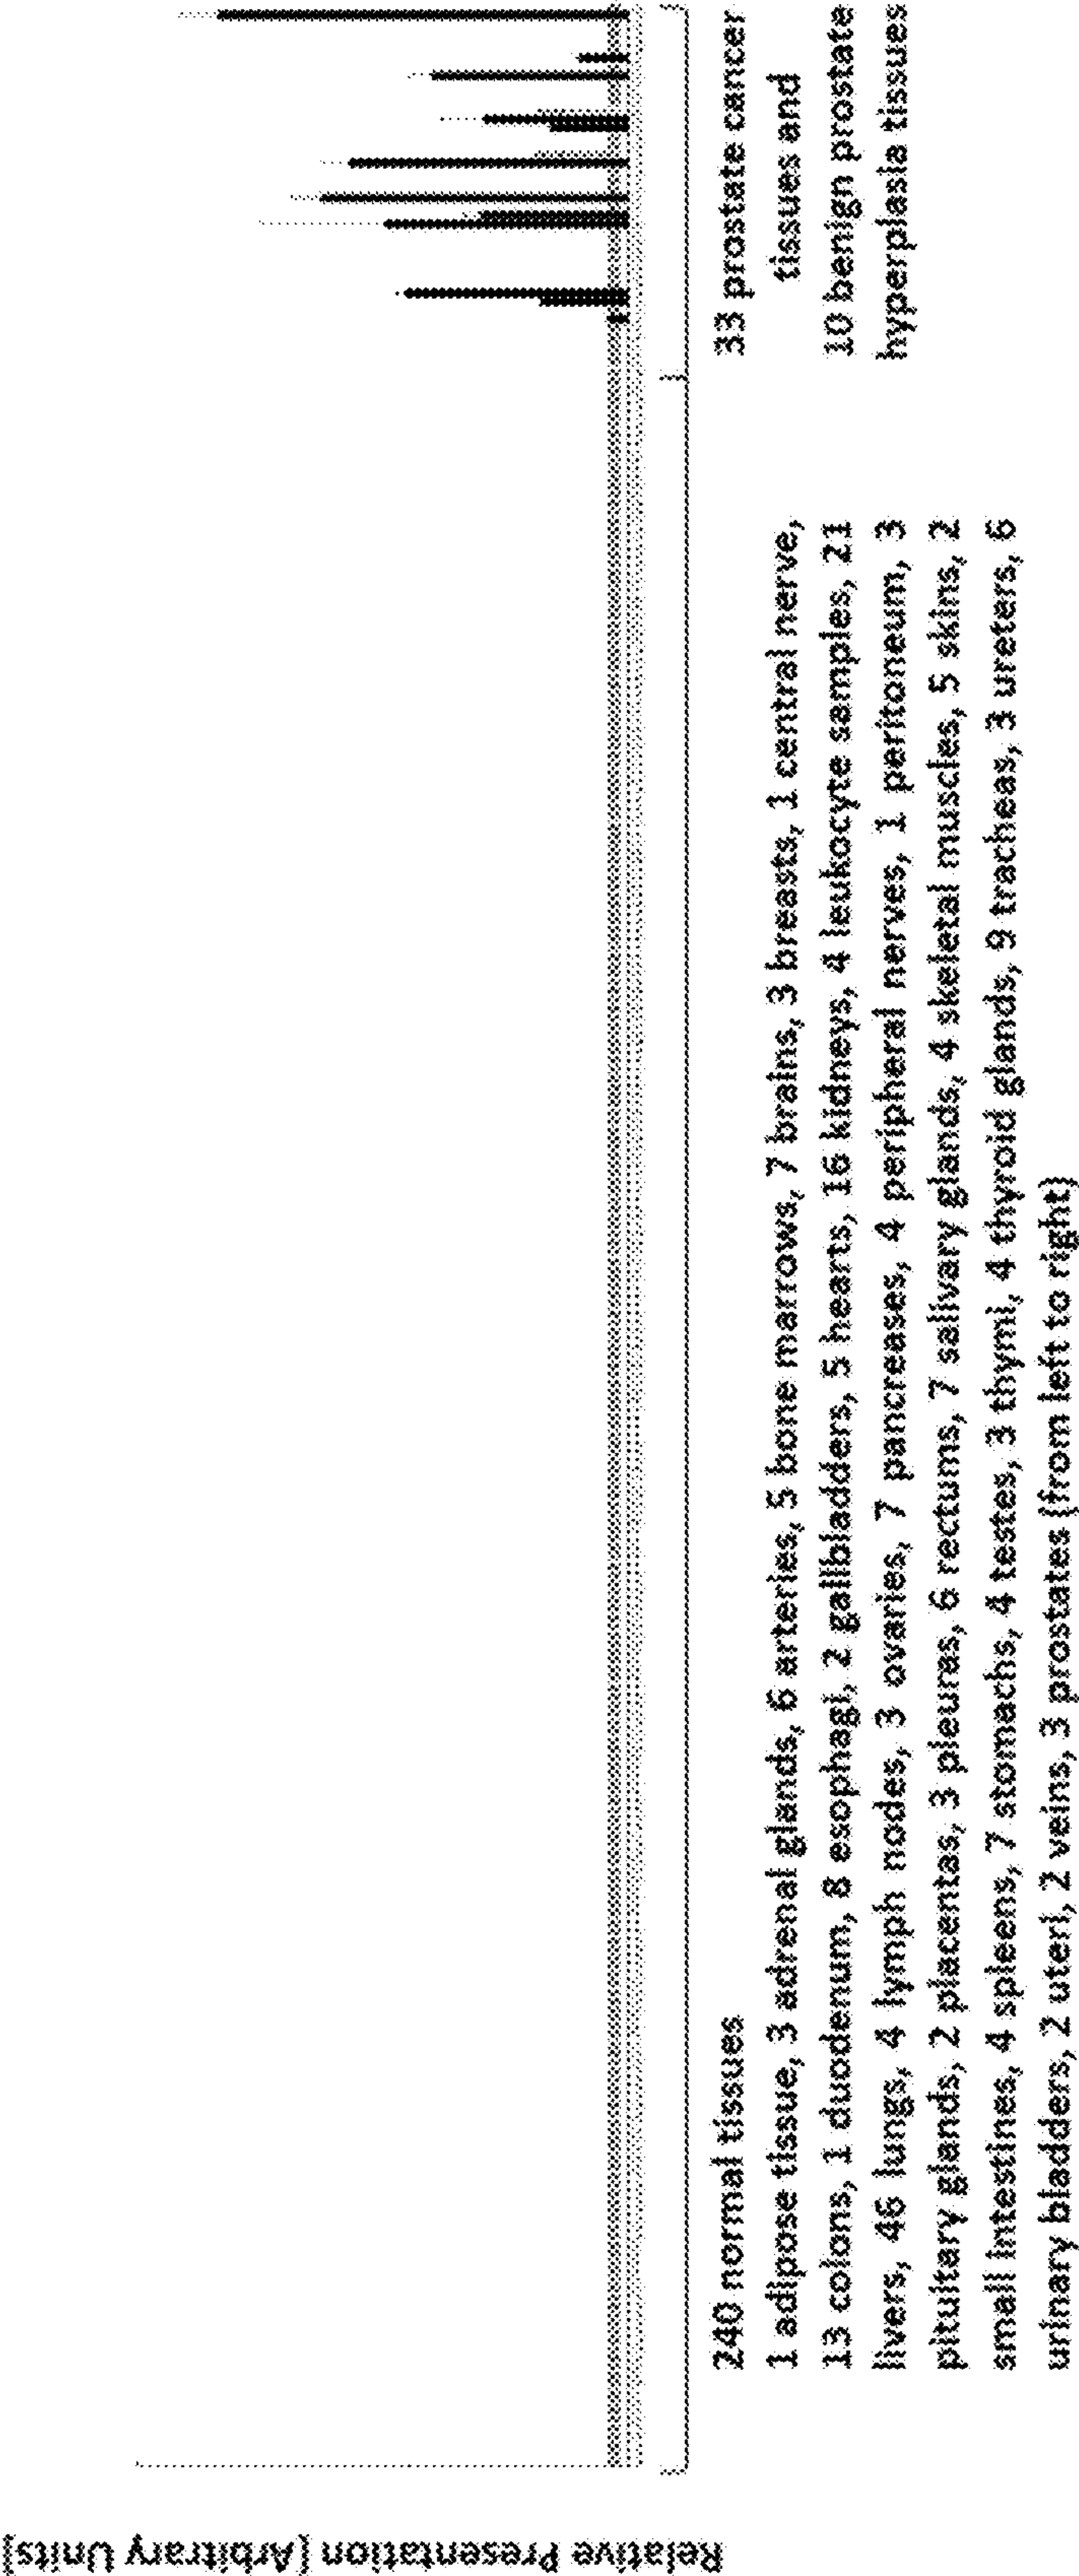 Relative Presentation [Arbitrary Units]
240 normal tissues
1 adipose tissue, 3 adrenal glands, 6 arteries, 5 bone marrows, 7 brains, 3 breasts, 1 central nerve,
13 colons, 1 duodenum, 8 esophagi, 2 gallbladders, 5 hearts, 16 kidneys, 4 leukocyte samples, 21
livers, 46 lungs, 4 lymph nodes, 3 ovaries, 7 pancreases, 4 peripheral nerves, 1 peritoneum, 3
pituitary glands, 2 placentas, 3 pleuras, 6 rectums, 7 salivary glands, 4 skeletal muscles, 5 skins, 2
small intestines, 4 spleens, 7 stomachs, 4 testes, 3 thymi, 4 thyroid glands, 9 tracheas, 3 ureters, 6
urinary bladders, 2 uteri, 2 veins, 3 prostates (from left to right)
33 prostate cancer
tissues and
10 benign prostate
hyperplasia tissues